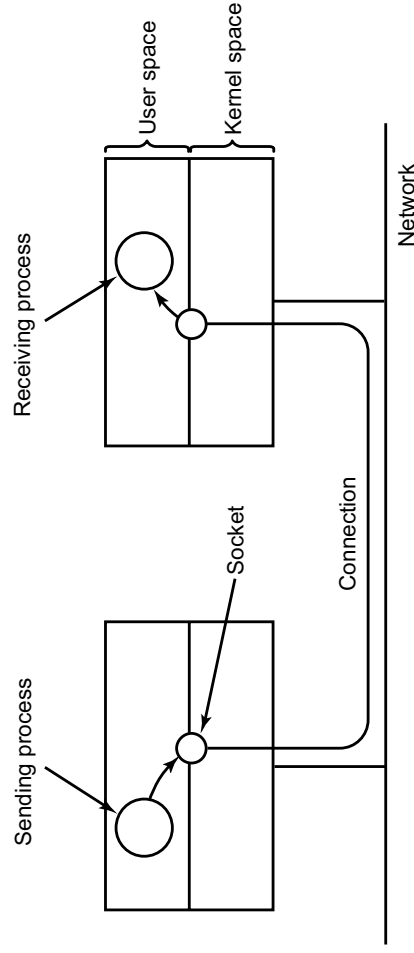 Sending process
Receiving process
User space
Kernel space
Socket
Connection
Network